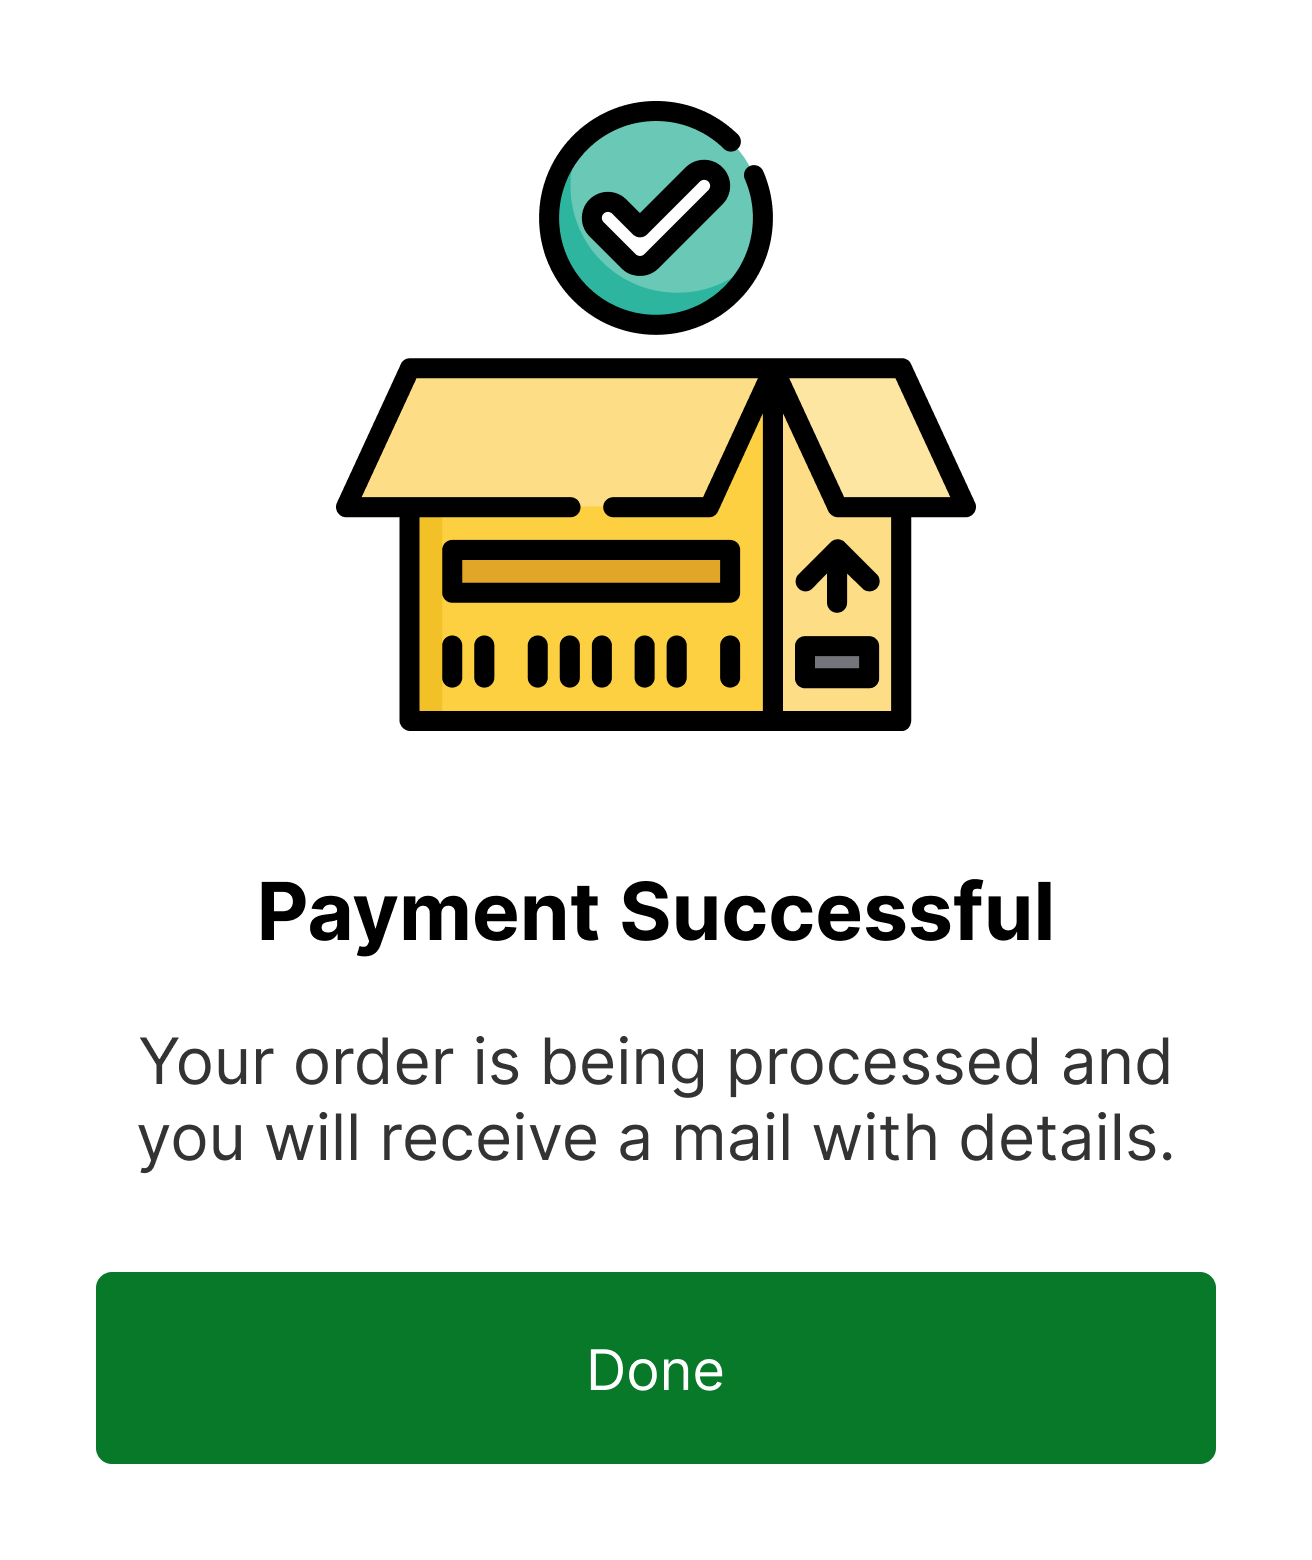 Payment Successful
Your order is being processed and
you will receive a mail with details.
Done